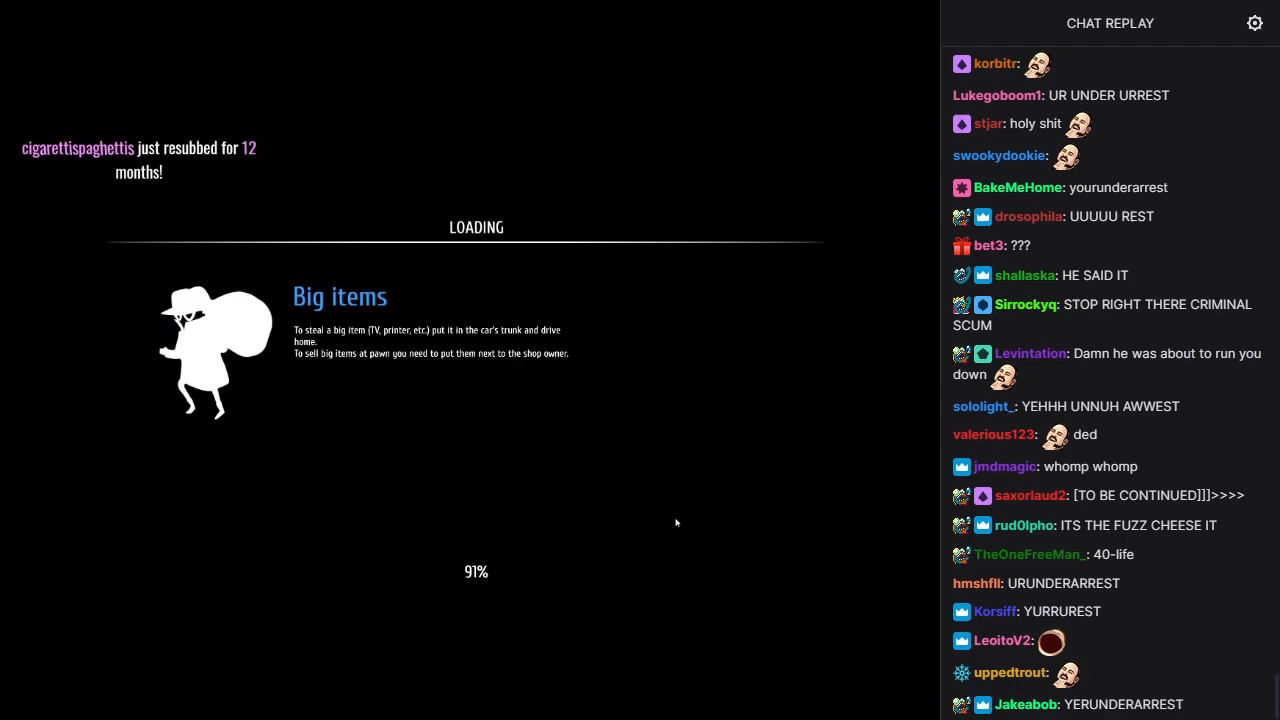 CHAT REPLAY
cigarettispaghettis just resubbed for 12
months!
LOADING
Big items
To steal a big item (TV, printer, etc.) put it in the car's trunk and drive
home.
To sell big items at pawn you need to put them next to the shop owner.
91%
korbitr:
Lukegoboom1: UR UNDER URREST
stjar: holy shit
swookydookie:
BakeMeHome: yourunderarrest
drosophila: UUUUU REST
bet3: ???
shallaska: HE SAID IT
Sirrockyq: STOP RIGHT THERE CRIMINAL
SCUM
Levintation: Damn he was about to run you
down
sololight_: YEHHH UNNUH AWWEST
valerious123: ded
jmdmagic: whomp whomp
saxorlaud2: [TO BE CONTINUED]]]>>>>
rud0lpho: ITS THE FUZZ CHEESE IT
TheOneFreeMan_: 40-life
hmshfll: URUNDERARREST
Korsiff: YURRUREST
LeoitoV2:
uppedtrout:
Jakeabob: YERUNDERARREST